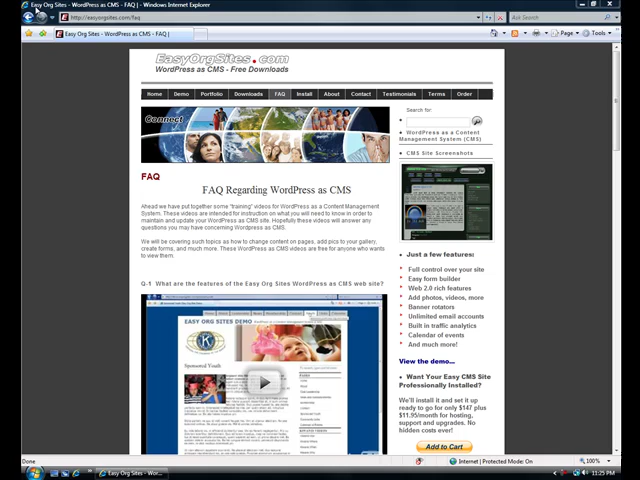 Easy Org Sites - WordPress as CMS - FAQ | - Windows Internet Explorer
http://easyorgsites.com/faq
Ask Search
Easy Org Sites - WordPress as CMS - FAQ |
Page
Tools
EasyOrgSites.com
WordPress as CMS - Free Downloads
Home Demo Portfolio Downloads FAQ Install About Contact Testimonials Terms Order
Connect
Search for:
WordPress as a Content
Management System (CMS)
CMS Site Screenshots
FAQ
FAQ Regarding WordPress as CMS
Ahead we have put together some "training" videos for WordPress as a Content Management
System. These videos are intended for instruction on what you will need to know in order to
maintain and update your WordPress as CMS site. Hopefully these videos will answer any
questions you may have concerning Wordpress as CMS.
We will be covering such topics as how to change content on pages, add pics to your gallery,
create forms, and much more. These WordPress as CMS videos are free for anyone who wants
to view them.
Q-1 What are the features of the Easy Org Sites WordPress as CMS web site?
EASY ORG SITES DEMO
Sponsored Youth
Just a few features:
Full control over your site
Easy form builder
Web 2.0 rich features
Add photos, videos, more
Banner rotators
Unlimited email accounts
Built in traffic analytics
Calendar of events
And much more!
View the demo...
Want Your Easy CMS Site
Professionally Installed?
We'll install it and set it up
ready to go for only $147 plus
$11.95/month for hosting,
support and upgrades. No
hidden costs ever!
Add to Cart
Done
Internet | Protected Mode: On
100%
Easy Org Sites - Wor...
11:25 PM